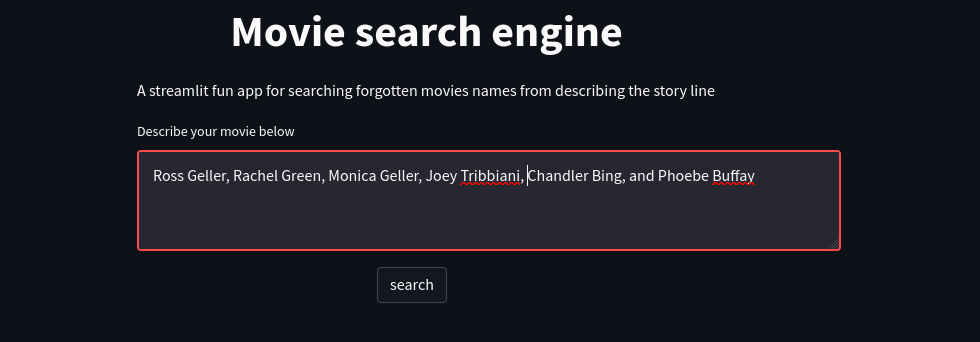 Movie search engine
A streamlit fun app for searching forgotten movies names from describing the story line
Describe your movie below
Ross Geller, Rachel Green, Monica Geller, Joey Tribbiani, Chandler Bing, and Phoebe Buffay
search